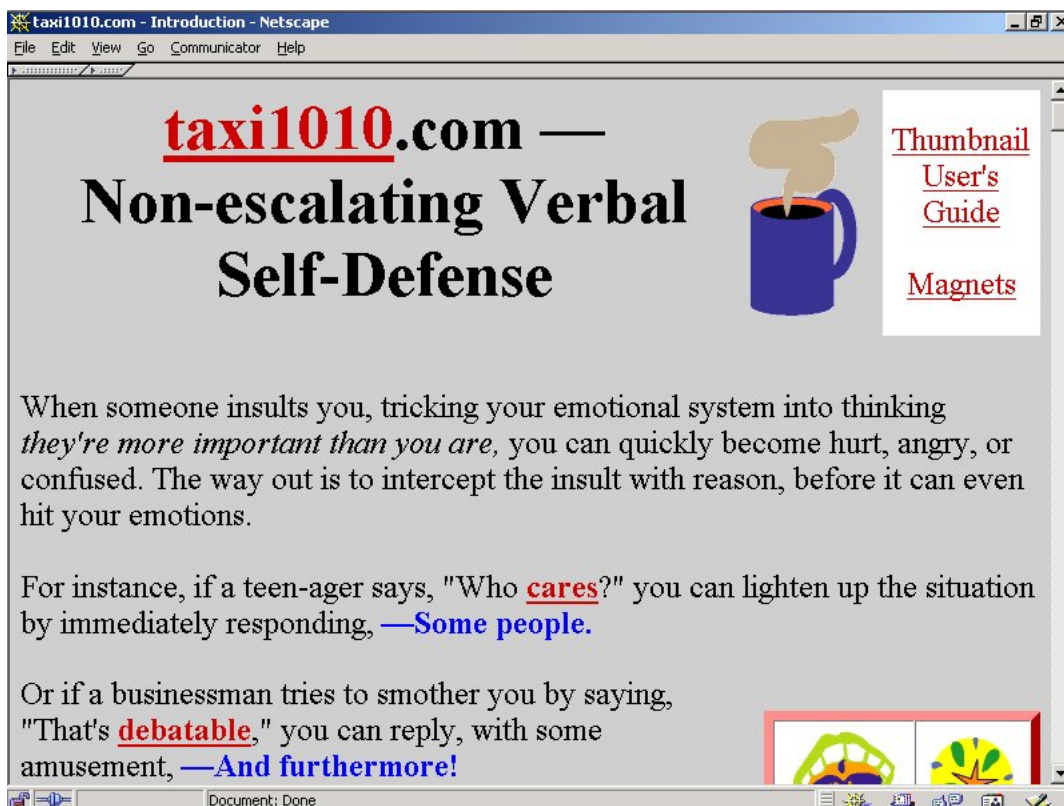 taxi1010.com - Introduction - Netscape
File Edit View Go Communicator Help
taxi1010.com —
Non-escalating Verbal
Self-Defense
Thumbnail
User's
Guide
Magnets
When someone insults you, tricking your emotional system into thinking
they're more important than you are, you can quickly become hurt, angry, or
confused. The way out is to intercept the insult with reason, before it can even
hit your emotions.
For instance, if a teen-ager says, "Who cares?" you can lighten up the situation
by immediately responding, —Some people.
Or if a businessman tries to smother you by saying,
"That's debatable," you can reply, with some
amusement, —And furthermore!
Document: Done